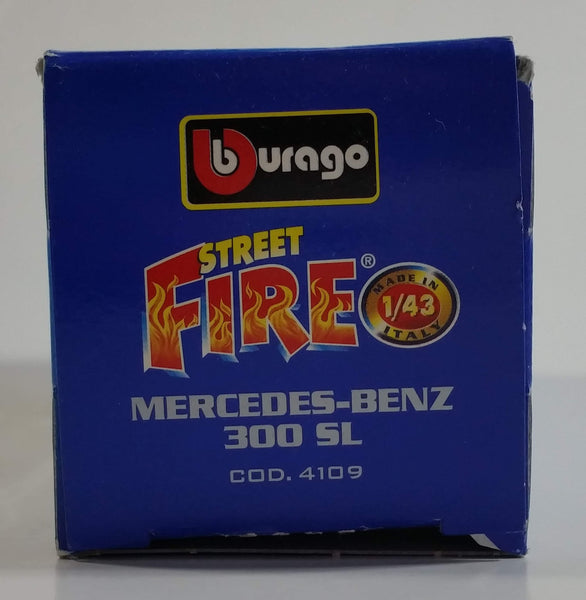 burago
STREET
FIRE®
MADE IN
1/43
ITALY
MERCEDES-BENZ
300 SL
COD. 4109